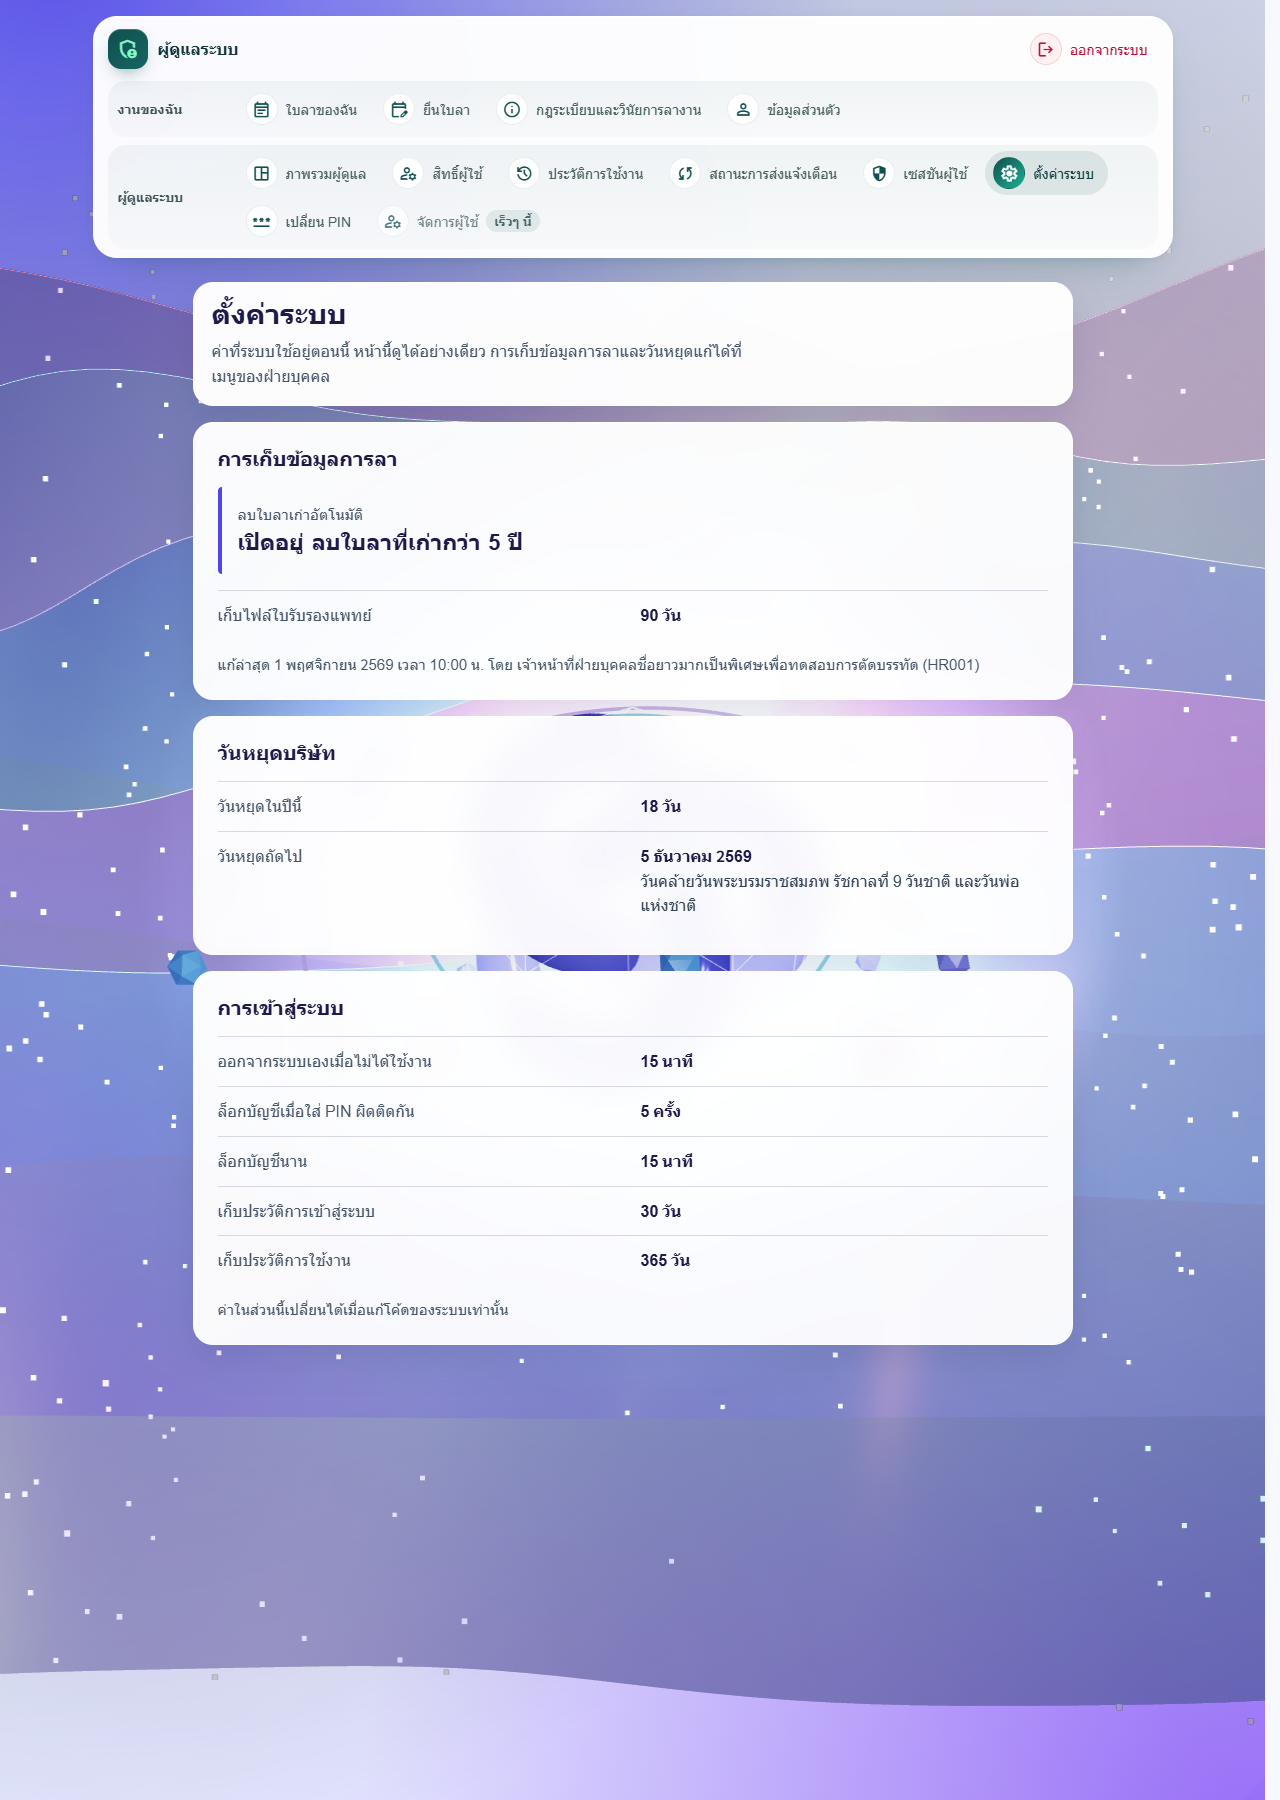 ผู้ดูแลระบบ
ออกจากระบบ
งานของฉัน
ใบลาของฉัน
ยื่นใบลา
กฎระเบียบและวินัยการลางาน
ข้อมูลส่วนตัว
ผู้ดูแลระบบ
ภาพรวมผู้ดูแล
สิทธิ์ผู้ใช้
ประวัติการใช้งาน
สถานะการส่งแจ้งเตือน
เซสชันผู้ใช้
ตั้งค่าระบบ
เปลี่ยน PIN
จัดการผู้ใช้
เร็วๆ นี้
ตั้งค่าระบบ
ค่าที่ระบบใช้อยู่ตอนนี้ หน้านี้ดูได้อย่างเดียว การเก็บข้อมูลการลาและวันหยุดแก้ได้ที่
เมนูของฝ่ายบุคคล
การเก็บข้อมูลการลา
ลบใบลาเก่าอัตโนมัติ
เปิดอยู่ ลบใบลาที่เก่ากว่า 5 ปี
เก็บไฟล์ใบรับรองแพทย์
90 วัน
แก้ล่าสุด 1 พฤศจิกายน 2569 เวลา 10:00 น. โดย เจ้าหน้าที่ฝ่ายบุคคลชื่อยาวมากเป็นพิเศษเพื่อทดสอบการตัดบรรทัด (HR001)
วันหยุดบริษัท
วันหยุดในปีนี้
18 วัน
วันหยุดถัดไป
5 ธันวาคม 2569
วันคล้ายวันพระบรมราชสมภพ รัชกาลที่ 9 วันชาติ และวันพ่อ
แห่งชาติ
การเข้าสู่ระบบ
ออกจากระบบเองเมื่อไม่ได้ใช้งาน
15 นาที
ล็อกบัญชีเมื่อใส่ PIN ผิดติดกัน
5 ครั้ง
ล็อกบัญชีนาน
15 นาที
เก็บประวัติการเข้าสู่ระบบ
30 วัน
เก็บประวัติการใช้งาน
365 วัน
ค่าในส่วนนี้เปลี่ยนได้เมื่อแก้โค้ดของระบบเท่านั้น